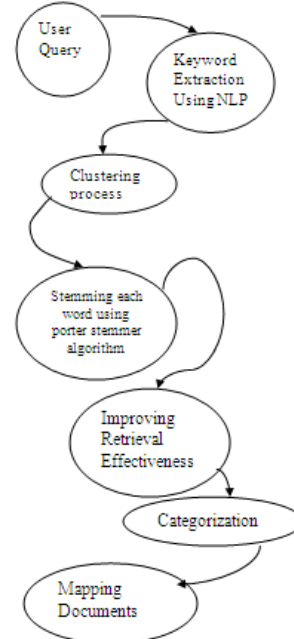 User
Query
Keyword
Extraction
Using NLP
Clustering
process
Stemming each
word using
porter stemmer
algorithm
Improving
Retrieval
Effectiveness
Categorization
Mapping
Documents